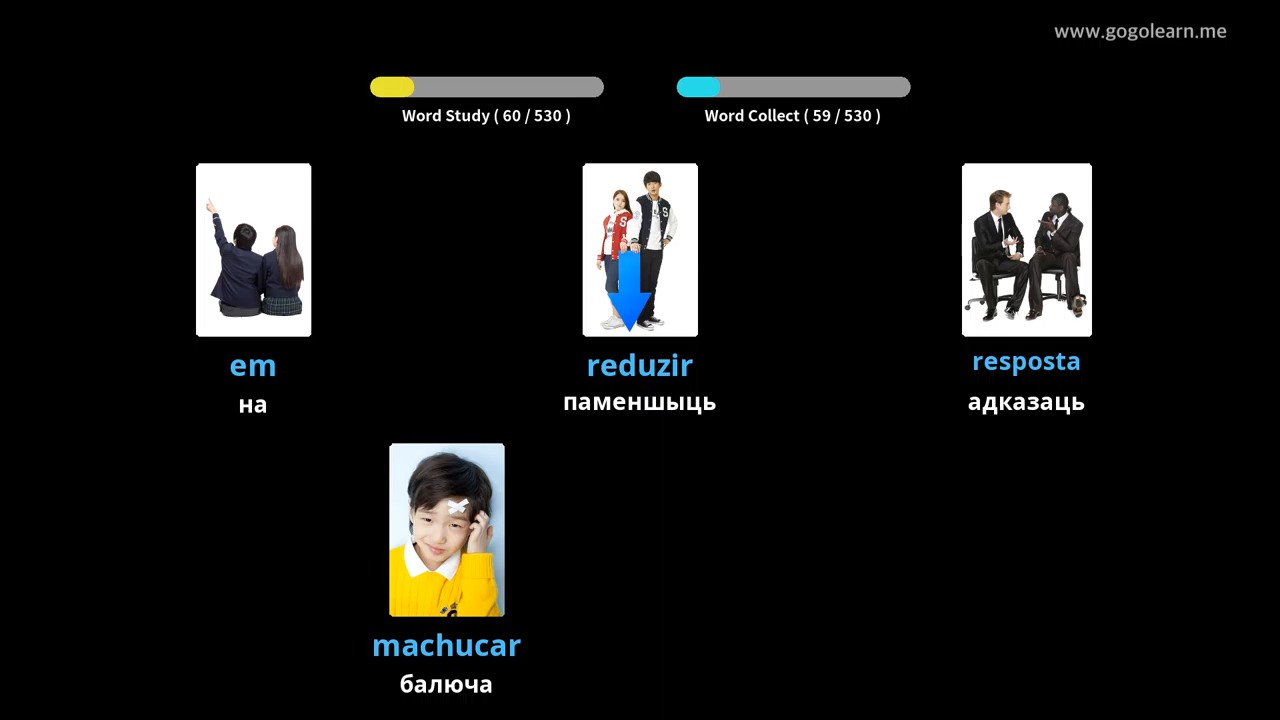 www.gogolearn.me
Word Study ( 60 / 530 )
Word Collect ( 59 / 530 )
em
на
reduzir
паменшыць
resposta
адказаць
machucar
балюча